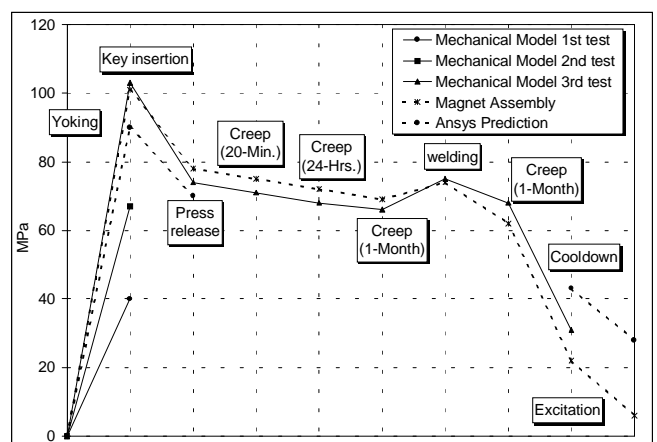 120
100
80
60
40
20
0
MPa
Yoking
Key insertion
Press
release
Creep
(20-Min.)
Creep
(24-Hrs.)
Creep
(1-Month)
welding
Creep
(1-Month)
Cooldown
Excitation
Mechanical Model 1st test
Mechanical Model 2nd test
Mechanical Model 3rd test
Magnet Assembly
Ansys Prediction